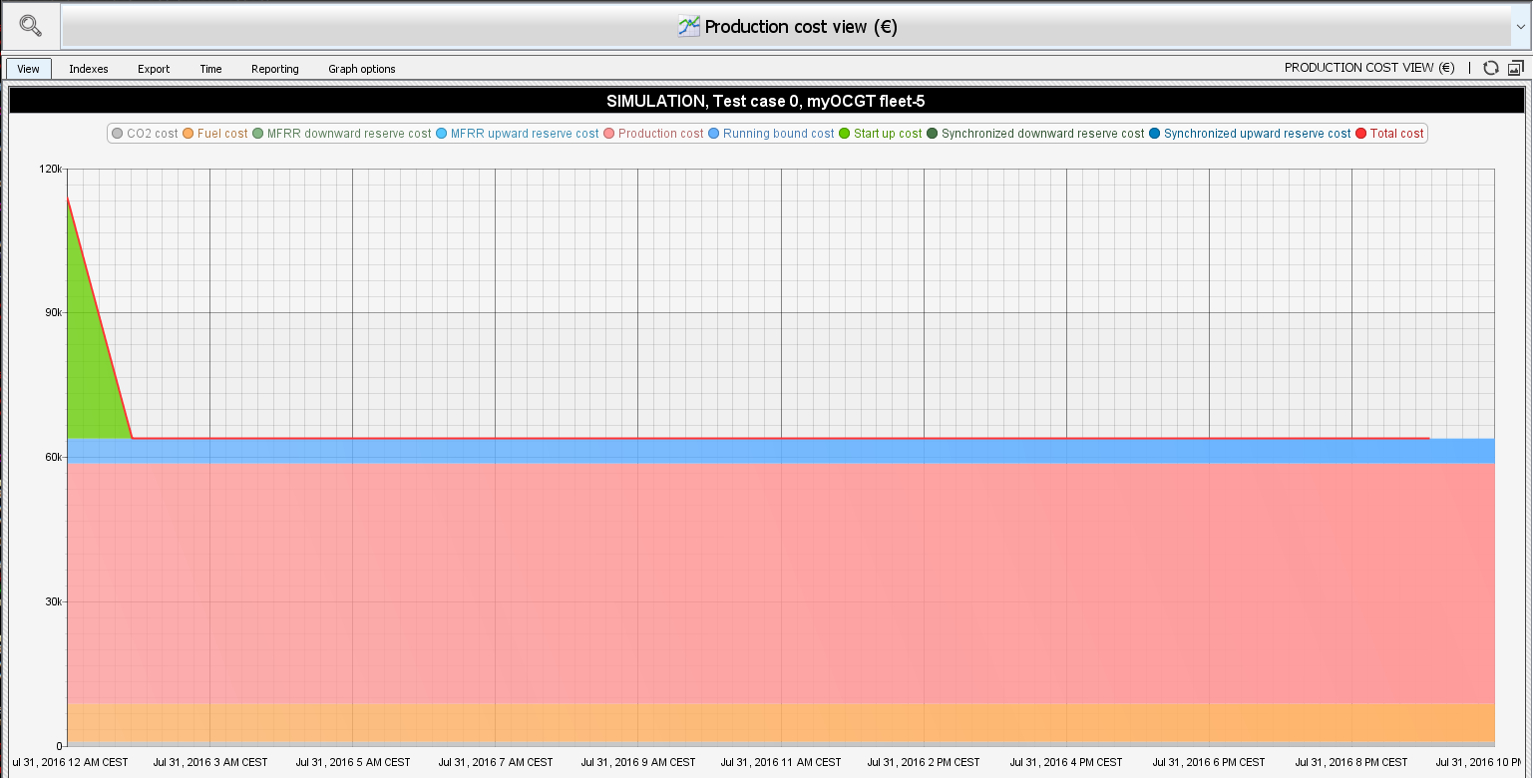 Production cost view (€)
View Indexes Export Time Reporting Graph options PRODUCTION COST VIEW (€) |
SIMULATION, Test case 0, myOCGT fleet-5
CO2 cost Fuel cost MFRR downward reserve cost MFRR upward reserve cost Production cost Running bound cost Start up cost Synchronized downward reserve cost Synchronized upward reserve cost Total cost
120k
90k
60k
30k
0
ul 31, 2016 12 AM CEST Jul 31, 2016 3 AM CEST Jul 31, 2016 5 AM CEST Jul 31, 2016 7 AM CEST Jul 31, 2016 9 AM CEST Jul 31, 2016 11 AM CEST Jul 31, 2016 2 PM CEST Jul 31, 2016 4 PM CEST Jul 31, 2016 6 PM CEST Jul 31, 2016 8 PM CEST Jul 31, 2016 10 P